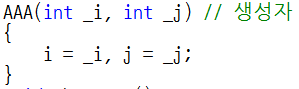 AAA(int _i, int _j) // 생성자
{
    i = _i, j = _j;
}